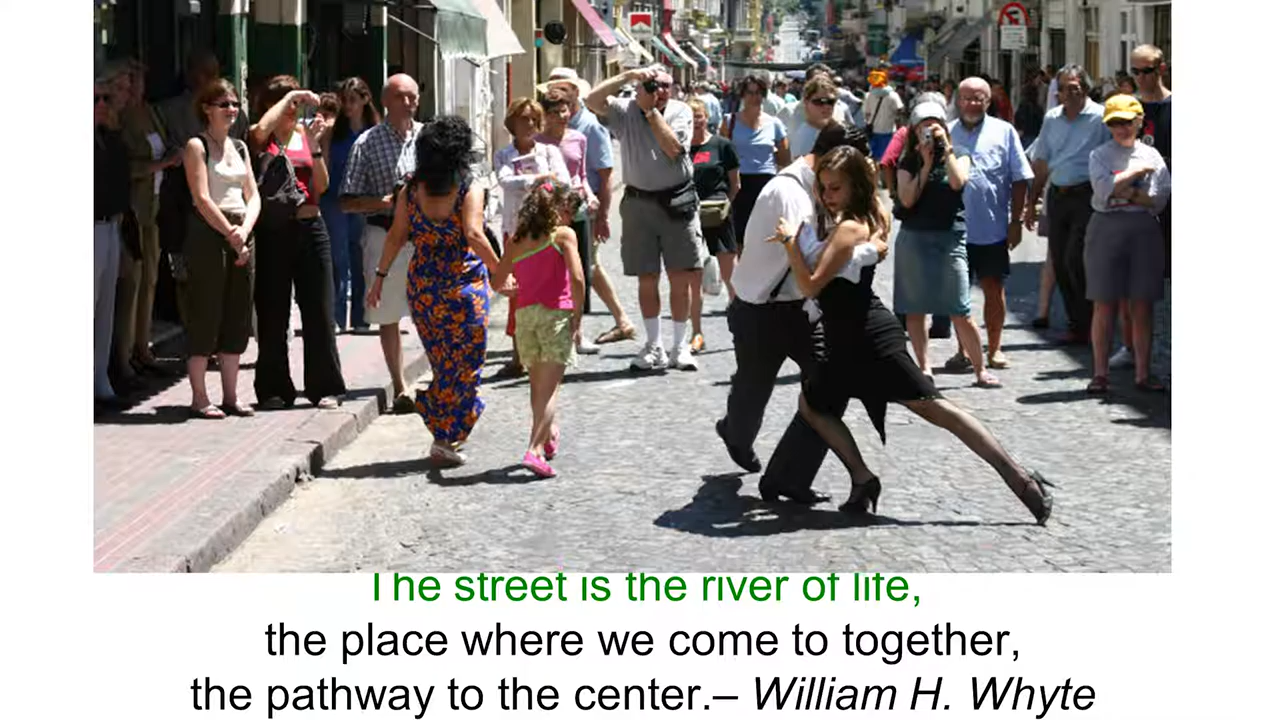 The street is the river of life,
the place where we come to together,
the pathway to the center.– William H. Whyte